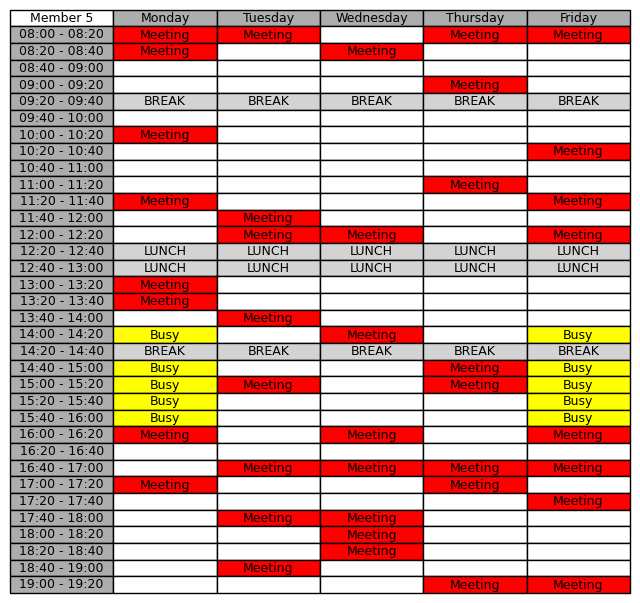 Member 5 Monday Tuesday Wednesday Thursday Friday
08:00 - 08:20 Meeting Meeting Meeting Meeting
08:20 - 08:40 Meeting Meeting
08:40 - 09:00
09:00 - 09:20 Meeting
09:20 - 09:40 BREAK BREAK BREAK BREAK BREAK
09:40 - 10:00
10:00 - 10:20 Meeting
10:20 - 10:40 Meeting
10:40 - 11:00
11:00 - 11:20 Meeting
11:20 - 11:40 Meeting Meeting
11:40 - 12:00 Meeting
12:00 - 12:20 Meeting Meeting Meeting
12:20 - 12:40 LUNCH LUNCH LUNCH LUNCH LUNCH
12:40 - 13:00 LUNCH LUNCH LUNCH LUNCH LUNCH
13:00 - 13:20 Meeting
13:20 - 13:40 Meeting
13:40 - 14:00 Meeting
14:00 - 14:20 Busy Meeting Busy
14:20 - 14:40 BREAK BREAK BREAK BREAK BREAK
14:40 - 15:00 Busy Meeting Busy
15:00 - 15:20 Busy Meeting Meeting Busy
15:20 - 15:40 Busy Busy
15:40 - 16:00 Busy Busy
16:00 - 16:20 Meeting Meeting Meeting
16:20 - 16:40
16:40 - 17:00 Meeting Meeting Meeting Meeting
17:00 - 17:20 Meeting Meeting
17:20 - 17:40 Meeting
17:40 - 18:00 Meeting Meeting
18:00 - 18:20 Meeting
18:20 - 18:40 Meeting
18:40 - 19:00 Meeting
19:00 - 19:20 Meeting Meeting